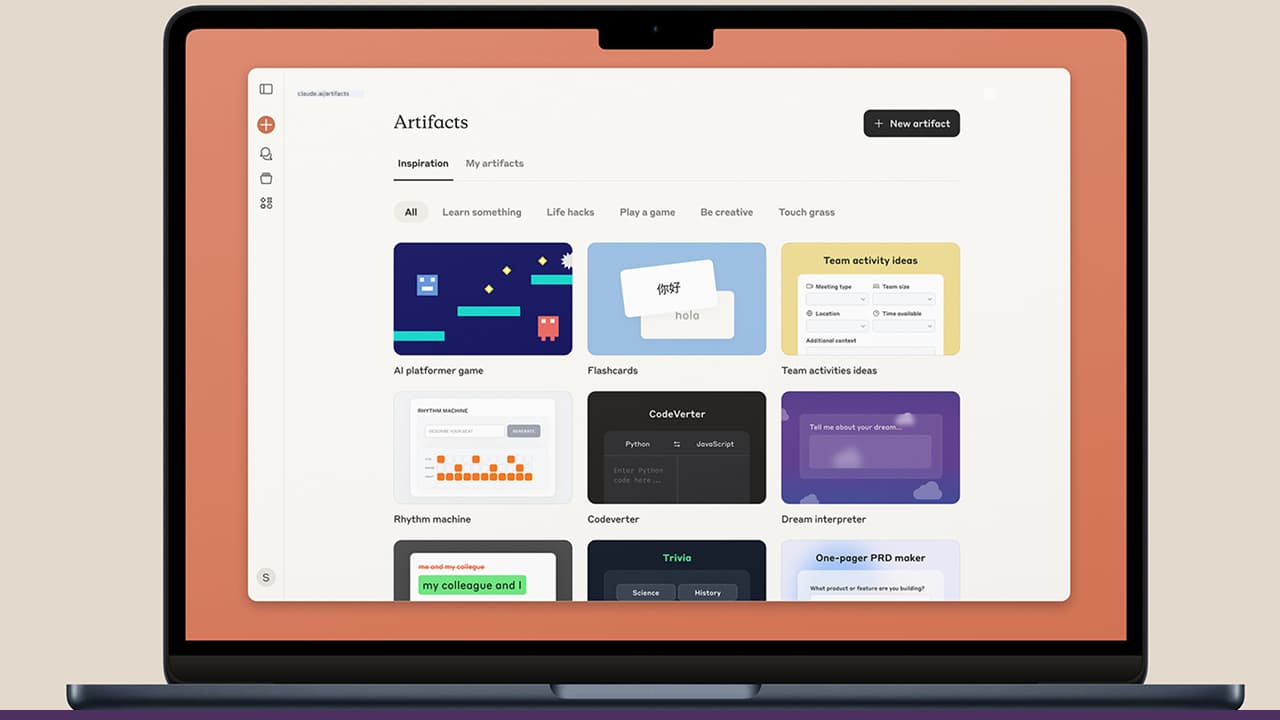 claude.ai/artifacts
Artifacts
+ New artifact
Inspiration
My artifacts
All
Learn something
Life hacks
Play a game
Be creative
Touch grass
你好
hola
Team activity ideas
Meeting type
Team size
Location
Time available
Additional context
AI platformer game
Flashcards
Team activities ideas
RHYTHM MACHINE
DESCRIBE YOUR BEAT
GENERATE
CodeVerter
Python
JavaScript
Enter Python
code here...
Tell me about your dream...
Rhythm machine
Codeverter
Dream interpreter
me and my collegue
my colleague and I
Trivia
Science
History
One-pager PRD maker
What product or feature are you building?
S